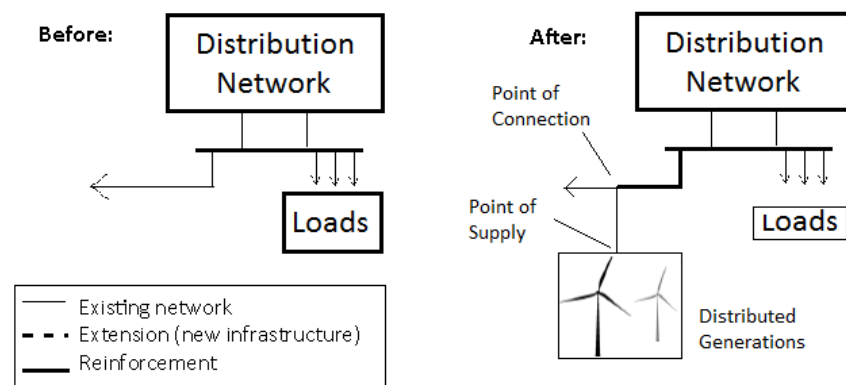 Before:
Distribution
Network
Loads
Existing network
Extension (new infrastructure)
Reinforcement
After:
Distribution
Network
Point of
Connection
Point of
Supply
Loads
Distributed
Generations